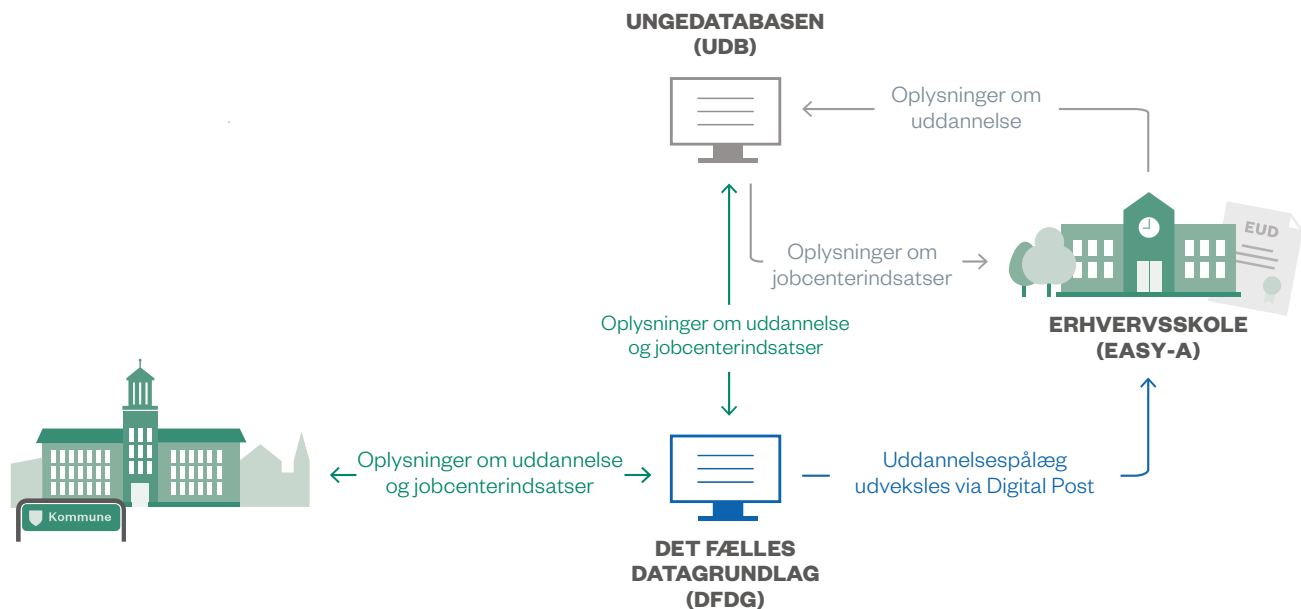 UNGEDATABASEN
(UDB)
Oplysninger om
uddannelse
EUD
Oplysninger om
jobcenterindsatser
ERHVERVSSKOLE
(EASY-A)
Oplysninger om uddannelse
og jobcenterindsatser
Kommune
Oplysninger om uddannelse
og jobcenterindsatser
Uddannelsespålæg
udveksles via Digital Post
DET FÆLLES
DATAGRUNDLAG
(DFDG)